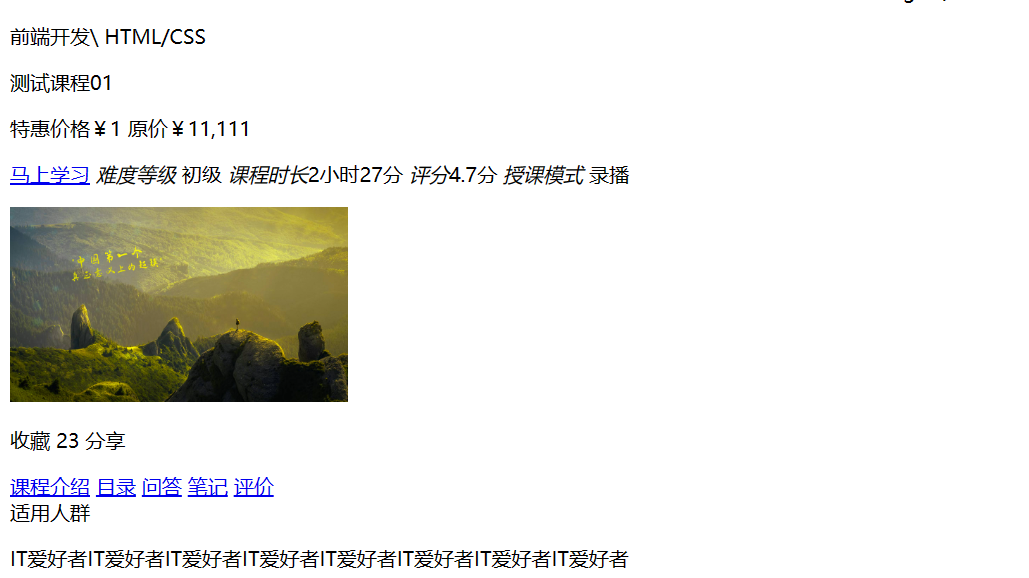 前端开发\ HTML/CSS
测试课程01
特惠价格￥1 原价￥11,111
马上学习 难度等级 初级 课程时长2小时27分 评分4.7分 授课模式 录播
"中国第一个
真正意义上的超模"
收藏 23 分享
课程介绍 目录 问答 笔记 评价
适用人群
IT爱好者IT爱好者IT爱好者IT爱好者IT爱好者IT爱好者IT爱好者IT爱好者